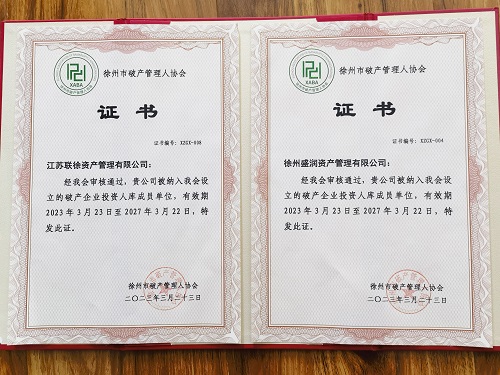 XABA
徐州市破产管理人协会
证书
证书编号：XZGX-008
江苏联徐资产管理有限公司：
经我会审核通过，贵公司被纳入我会设
立的破产企业投资人库成员单位，有效期
2023年3月23日至2027年3月22日，特
发此证。
徐州市破产管理人协会
二〇二三年三月二十三日
XABA
徐州市破产管理人协会
证书
证书编号：XZGX-004
徐州盛润资产管理有限公司：
经我会审核通过，贵公司被纳入我会设
立的破产企业投资人库成员单位，有效期
2023年3月23日至2027年3月22日，特
发此证。
徐州市破产管理人协会
二〇二三年三月二十三日